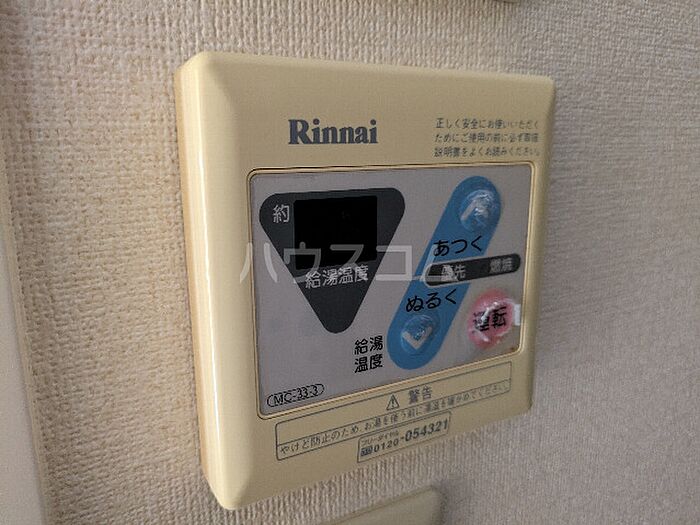 Rinnai
正しく安全にお使いいただく
ためにご使用の前に必ず取扱
説明書をよくお読みください。
約
給湯温度
あつく
優先 燃焼
ぬるく
運転
給湯
温度
MC-33-3
警告
やけど防止のため、お湯を使う前に湯温を確かめてください。
フリーダイヤル
0120-054321
ハウスコム